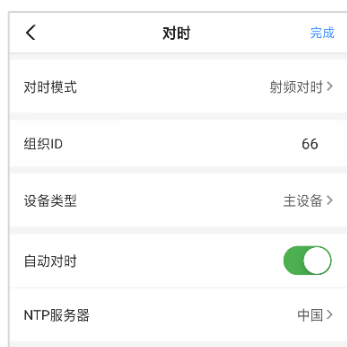 对时 完成
对时模式 射频对时
组织ID 66
设备类型 主设备
自动对时
NTP服务器 中国